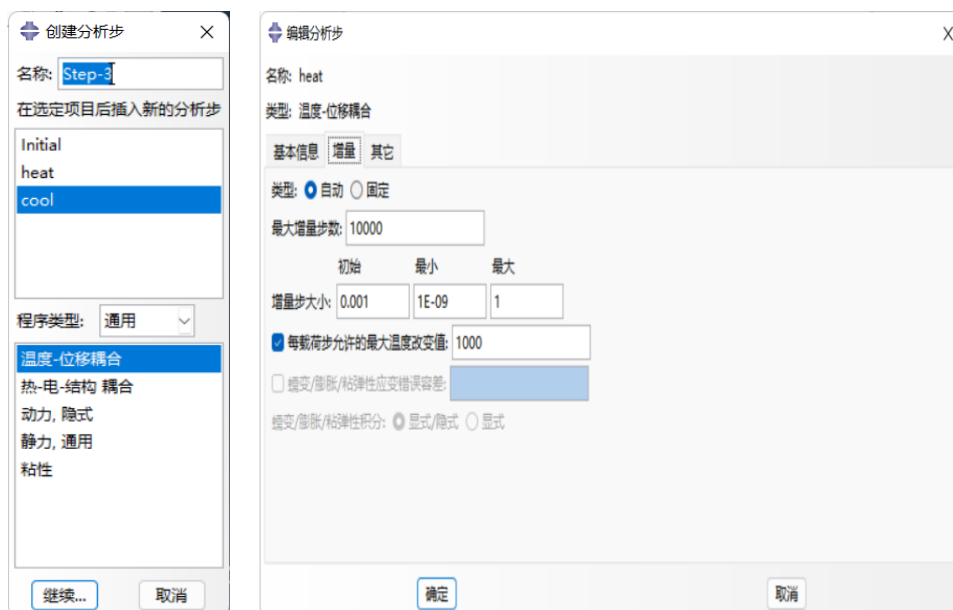 创建分析步
名称: Step-3
在选定项目后插入新的分析步
Initial
heat
cool
程序类型: 通用
温度-位移耦合
热-电-结构 耦合
动力, 隐式
静力, 通用
粘性
继续... 取消
编辑分析步
名称: heat
类型: 温度-位移耦合
基本信息 增量 其它
类型: 自动 固定
最大增量步数: 10000
初始 最小 最大
增量步大小: 0.001 1E-09 1
每载荷步允许的最大温度改变值: 1000
蠕变/膨胀/粘弹性应变错误容差:
蠕变/膨胀/粘弹性积分: 显式/隐式 显式
确定 取消